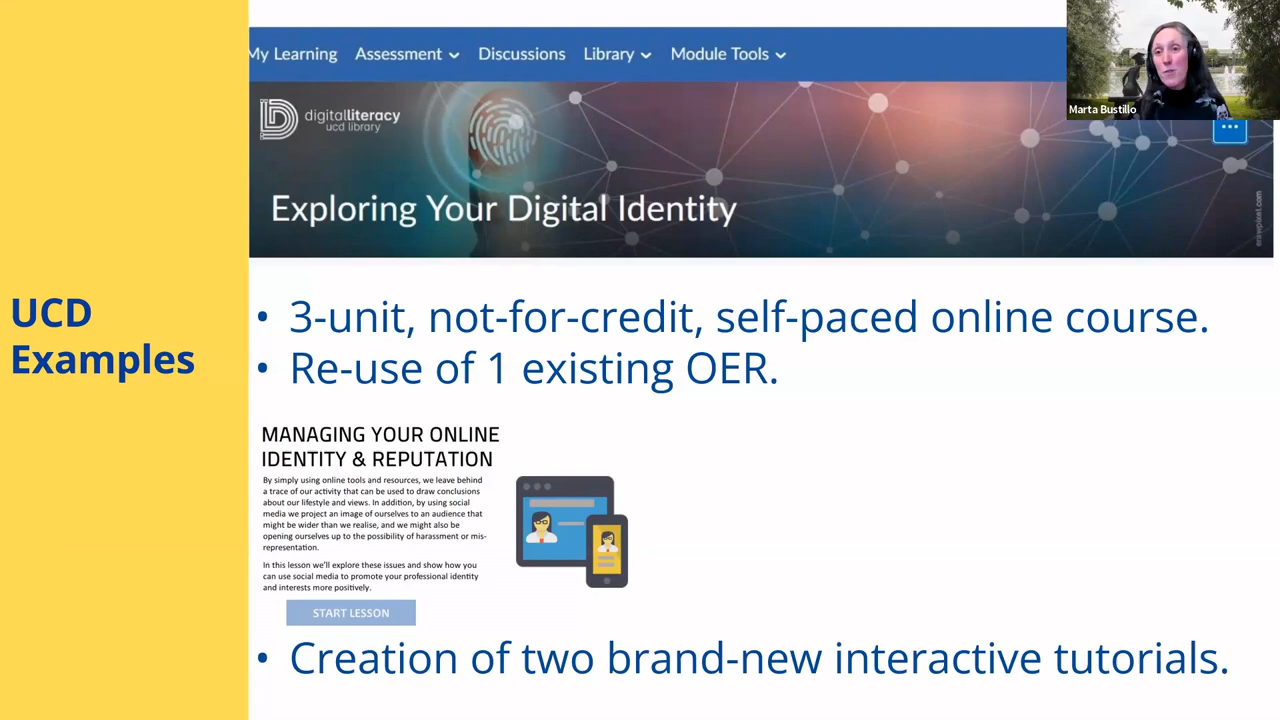 My Learning Assessment Discussions Library Module Tools
Marta Bustillo
digitalliteracy
ucd library
Exploring Your Digital Identity
rawpixel.com
UCD
Examples
• 3-unit, not-for-credit, self-paced online course.
• Re-use of 1 existing OER.
MANAGING YOUR ONLINE
IDENTITY & REPUTATION
By simply using online tools and resources, we leave behind
a trace of our activity that can be used to draw conclusions
about our lifestyle and views. In addition, by using social
media we project an image of ourselves to an audience that
might be wider than we realise, and we might also be
opening ourselves up to the possibility of harassment or mis-
representation.
In this lesson we'll explore these issues and show how you
can use social media to promote your professional identity
and interests more positively.
START LESSON
• Creation of two brand-new interactive tutorials.